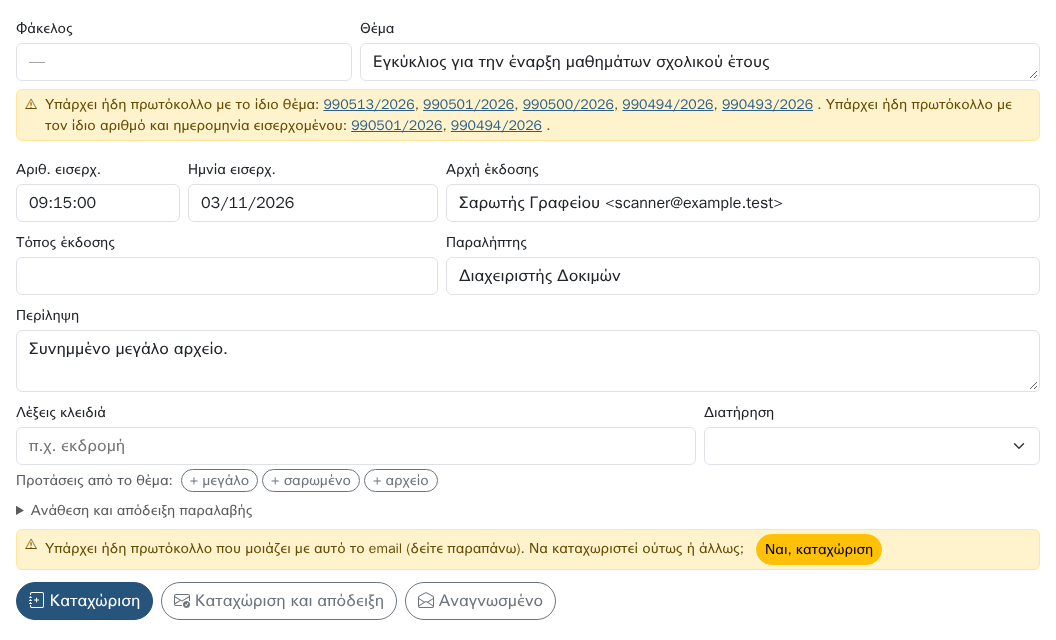 Φάκελος Θέμα
— Εγκύκλιος για την έναρξη μαθημάτων σχολικού έτους
Υπάρχει ήδη πρωτόκολλο με το ίδιο θέμα: 990513/2026, 990501/2026, 990500/2026, 990494/2026, 990493/2026 . Υπάρχει ήδη πρωτόκολλο με
τον ίδιο αριθμό και ημερομηνία εισερχομένου: 990501/2026, 990494/2026 .
Αριθ. εισερχ. Ημνία εισερχ. Αρχή έκδοσης
09:15:00 03/11/2026 Σαρωτής Γραφείου <scanner@example.test>
Τόπος έκδοσης Παραλήπτης
Διαχειριστής Δοκιμών
Περίληψη
Συνημμένο μεγάλο αρχείο.
Λέξεις κλειδιά Διατήρηση
π.χ. εκδρομή
Προτάσεις από το θέμα: + μεγάλο + σαρωμένο + αρχείο
Ανάθεση και απόδειξη παραλαβής
Υπάρχει ήδη πρωτόκολλο που μοιάζει με αυτό το email (δείτε παραπάνω). Να καταχωριστεί ούτως ή άλλως; Ναι, καταχώριση
Καταχώριση Καταχώριση και απόδειξη Αναγνωσμένο